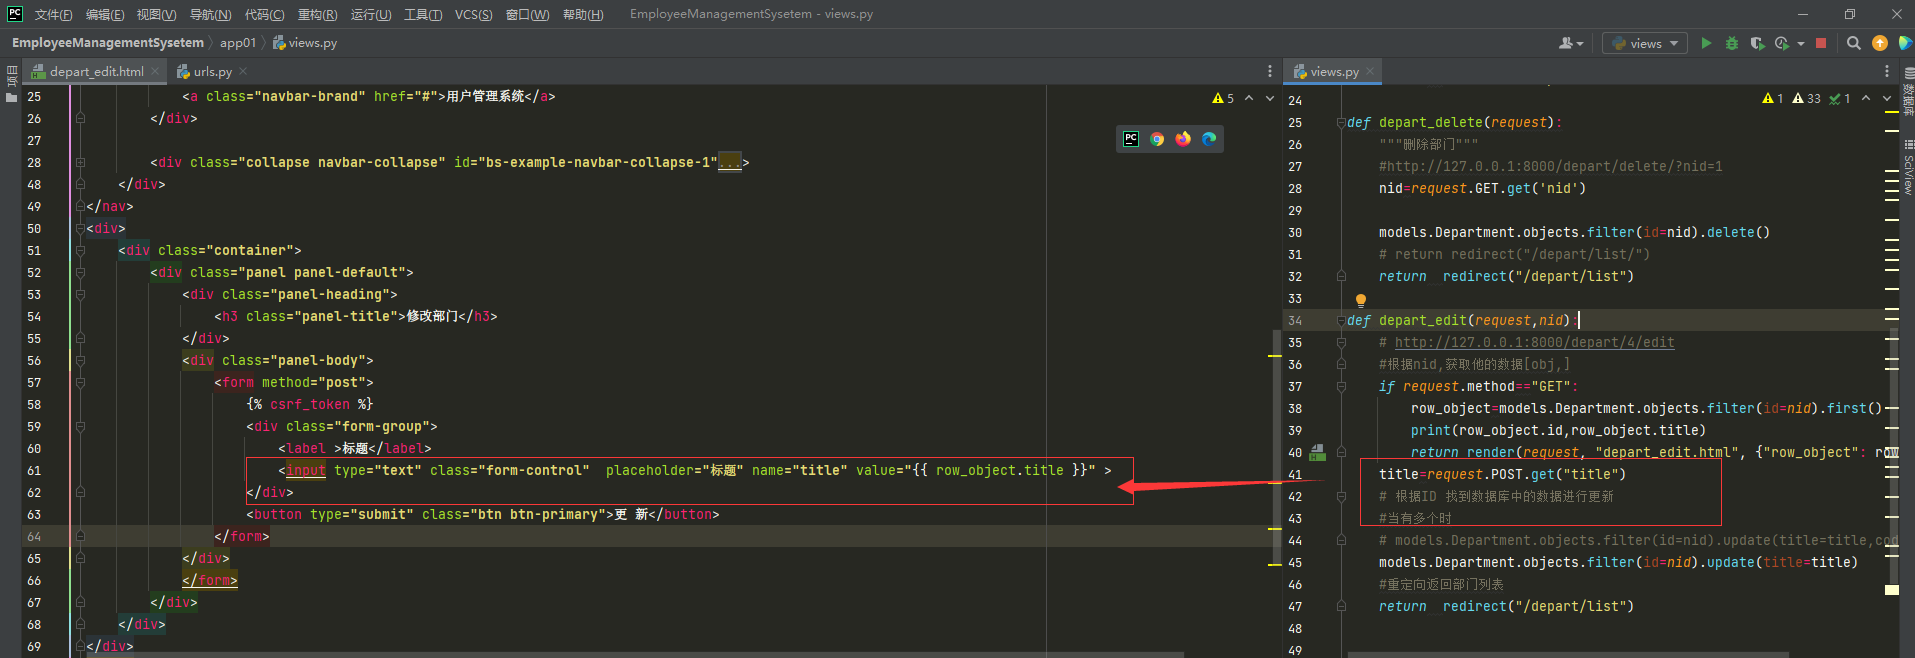 PC 文件(F) 编辑(E) 视图(V) 导航(N) 代码(C) 重构(R) 运行(U) 工具(T) VCS(S) 窗口(W) 帮助(H) EmployeeManagementSysetem - views.py
EmployeeManagementSysetem app01 views.py
views
项目
depart_edit.html
urls.py
25 <a class="navbar-brand" href="#">用户管理系统</a>
26 </div>
27
28 <div class="collapse navbar-collapse" id="bs-example-navbar-collapse-1"...>
48 </div>
49 </nav>
50 <div>
51 <div class="container">
52 <div class="panel panel-default">
53 <div class="panel-heading">
54 <h3 class="panel-title">修改部门</h3>
55 </div>
56 <div class="panel-body">
57 <form method="post">
58 {% csrf_token %}
59 <div class="form-group">
60 <label >标题</label>
61 <input type="text" class="form-control"  placeholder="标题" name="title" value="{{ row_object.title }}" >
62 </div>
63 <button type="submit" class="btn btn-primary">更 新</button>
64 </form>
65 </div>
66 </form>
67 </div>
68 </div>
69 </div>
5
PC
views.py
1 33 1
24
25 def depart_delete(request):
26 """删除部门"""
27 #http://127.0.0.1:8000/depart/delete/?nid=1
28 nid=request.GET.get('nid')
29
30 models.Department.objects.filter(id=nid).delete()
31 # return redirect("/depart/list/")
32 return  redirect("/depart/list")
33
34 def depart_edit(request,nid):
35 # http://127.0.0.1:8000/depart/4/edit
36 #根据nid,获取他的数据[obj,]
37 if request.method=="GET":
38 row_object=models.Department.objects.filter(id=nid).first()
39 print(row_object.id,row_object.title)
40 return render(request, "depart_edit.html", {"row_object": row
41 title=request.POST.get("title")
42 # 根据ID 找到数据库中的数据进行更新
43 #当有多个时
44 # models.Department.objects.filter(id=nid).update(title=title,cod
45 models.Department.objects.filter(id=nid).update(title=title)
46 #重定向返回部门列表
47 return  redirect("/depart/list")
48
49
数据库
SciView